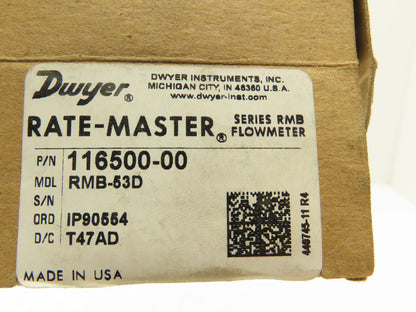 Dwyer®
DWYER INSTRUMENTS, INC.
MICHIGAN CITY, IN 46360 U.S.A.
www.dwyer-inst.com
RATE-MASTER® SERIES RMB FLOWMETER
P/N 116500-00
MDL RMB-53D
S/N
ORD IP90554
D/C T47AD
MADE IN USA
440745-11 R4